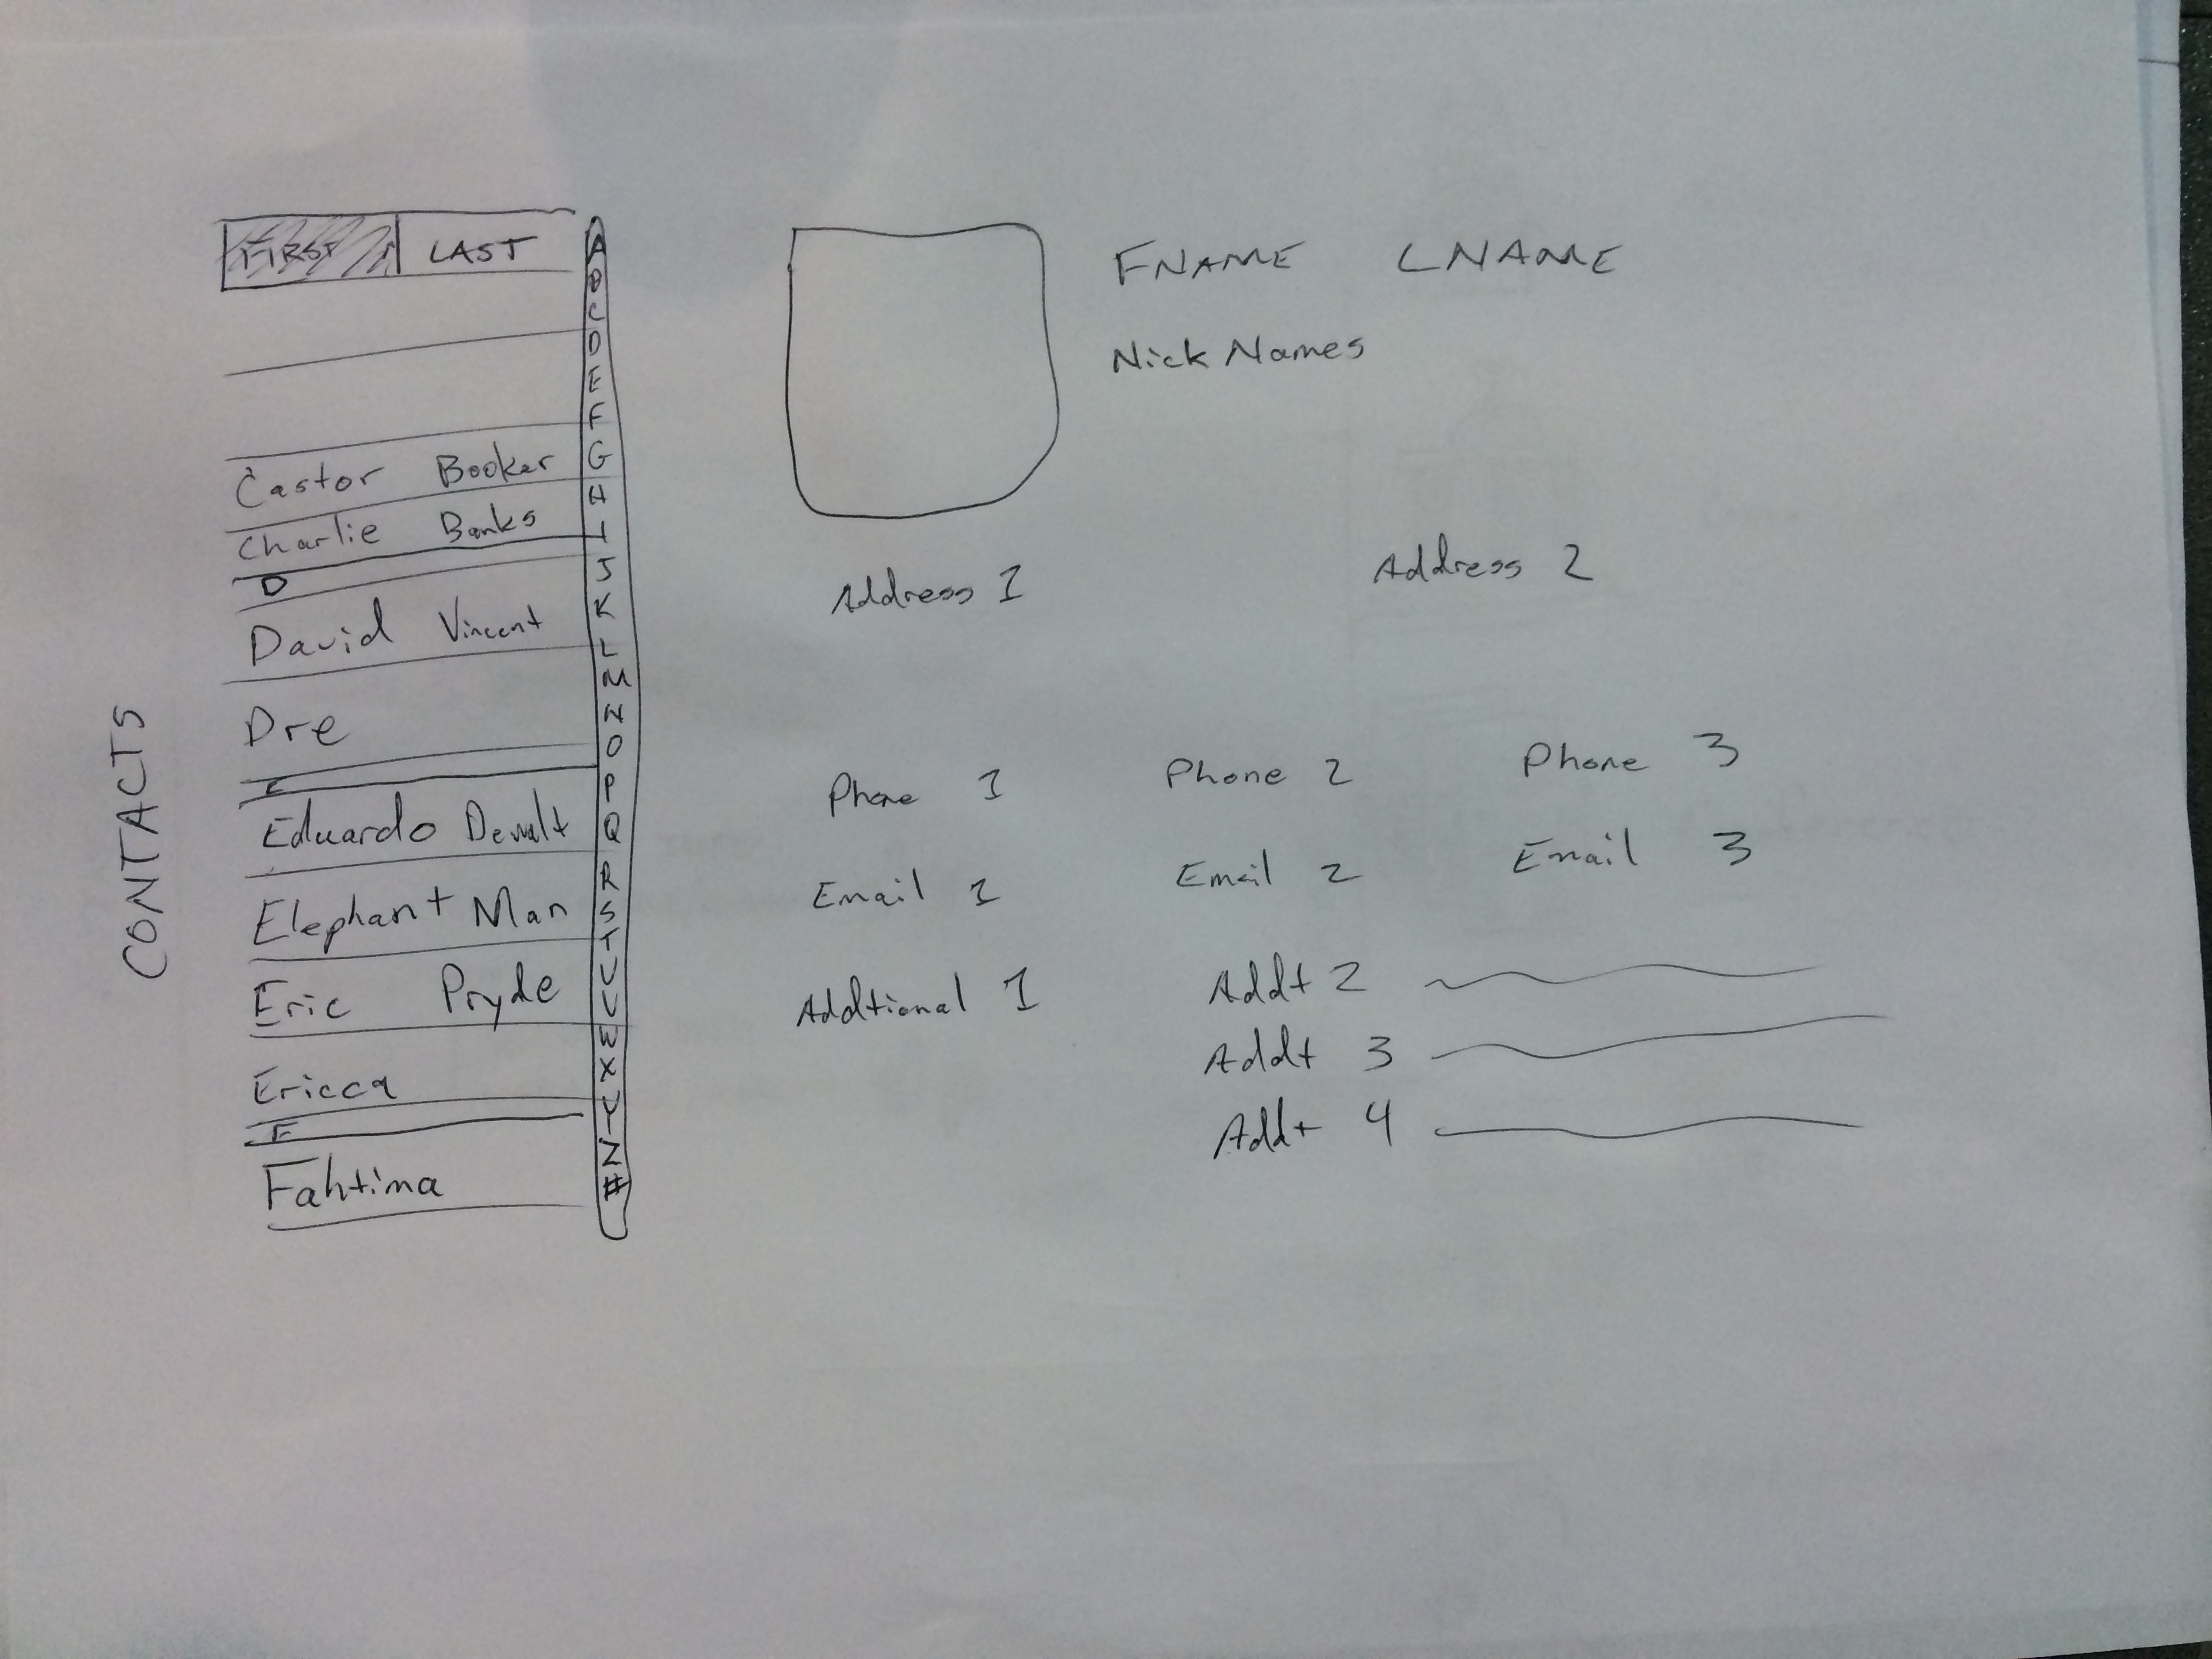 FIRST LAST
Castor Booker
Charlie Banks
D
David Vincent
Dre
E
Eduardo Dewalt
Elephant Man
Eric Pryde
Ericca
F
Fahtima
A
B
C
D
E
F
G
H
I
J
K
L
M
N
O
P
Q
R
S
T
U
V
W
X
Y
Z
#
CONTACTS
FNAME LNAME
Nick Names
Address 1 Address 2
Phone 1 Phone 2 Phone 3
Email 1 Email 2 Email 3
Addtional 1 Addt 2
Addt 3
Addt 4